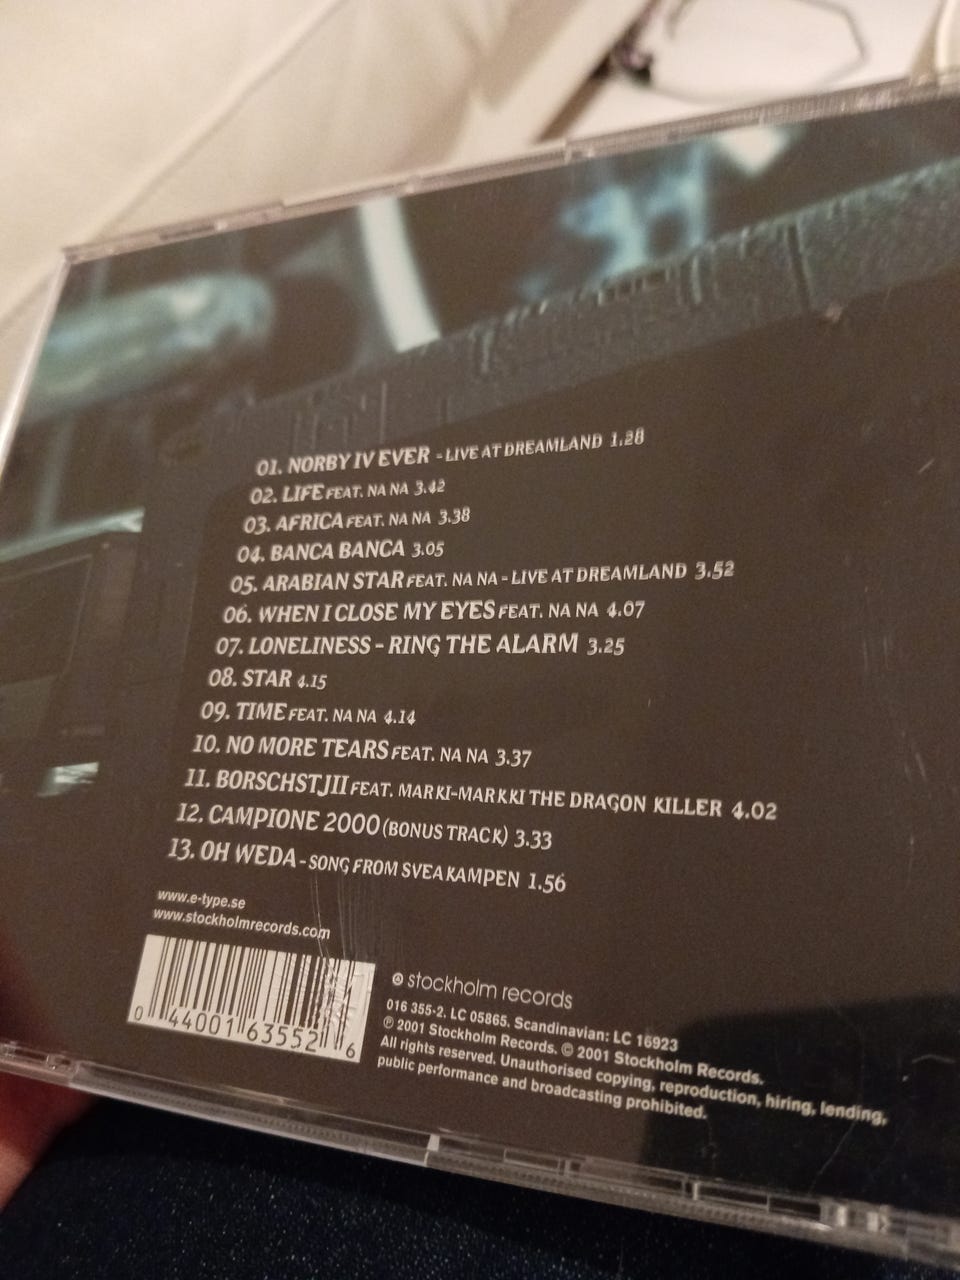 01. NORBY IV EVER - LIVE AT DREAMLAND 1.28
02. LIFE FEAT. NA NA 3.42
03. AFRICA FEAT. NA NA 3.38
04. BANCA BANCA 3.05
05. ARABIAN STAR FEAT. NA NA - LIVE AT DREAMLAND 3.52
06. WHEN I CLOSE MY EYES FEAT. NA NA 4.07
07. LONELINESS - RING THE ALARM 3.25
08. STAR 4.15
09. TIME FEAT. NA NA 4.14
10. NO MORE TEARS FEAT. NA NA 3.37
11. BORSCHSTJII FEAT. MARKI-MARKKI THE DRAGON KILLER 4.02
12. CAMPIONE 2000 (BONUS TRACK) 3.33
13. OH WEDA - SONG FROM SVEAKAMPEN 1.56
www.e-type.se
www.stockholmrecords.com
0 44001 63552 6
stockholm records
016 355-2. LC 05865. Scandinavian: LC 16923
℗ 2001 Stockholm Records. © 2001 Stockholm Records.
All rights reserved. Unauthorised copying, reproduction, hiring, lending,
public performance and broadcasting prohibited.